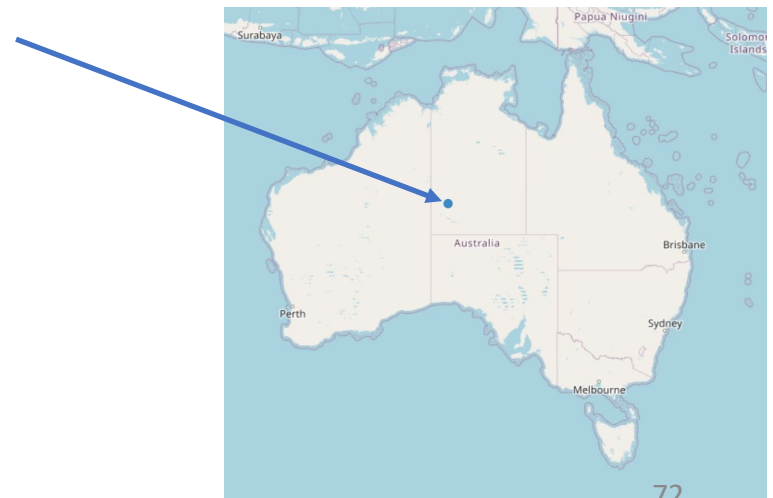 Papua Niugini
Surabaya
Solomon
Islands
Australia
Brisbane
Perth
Sydney
Melbourne
72